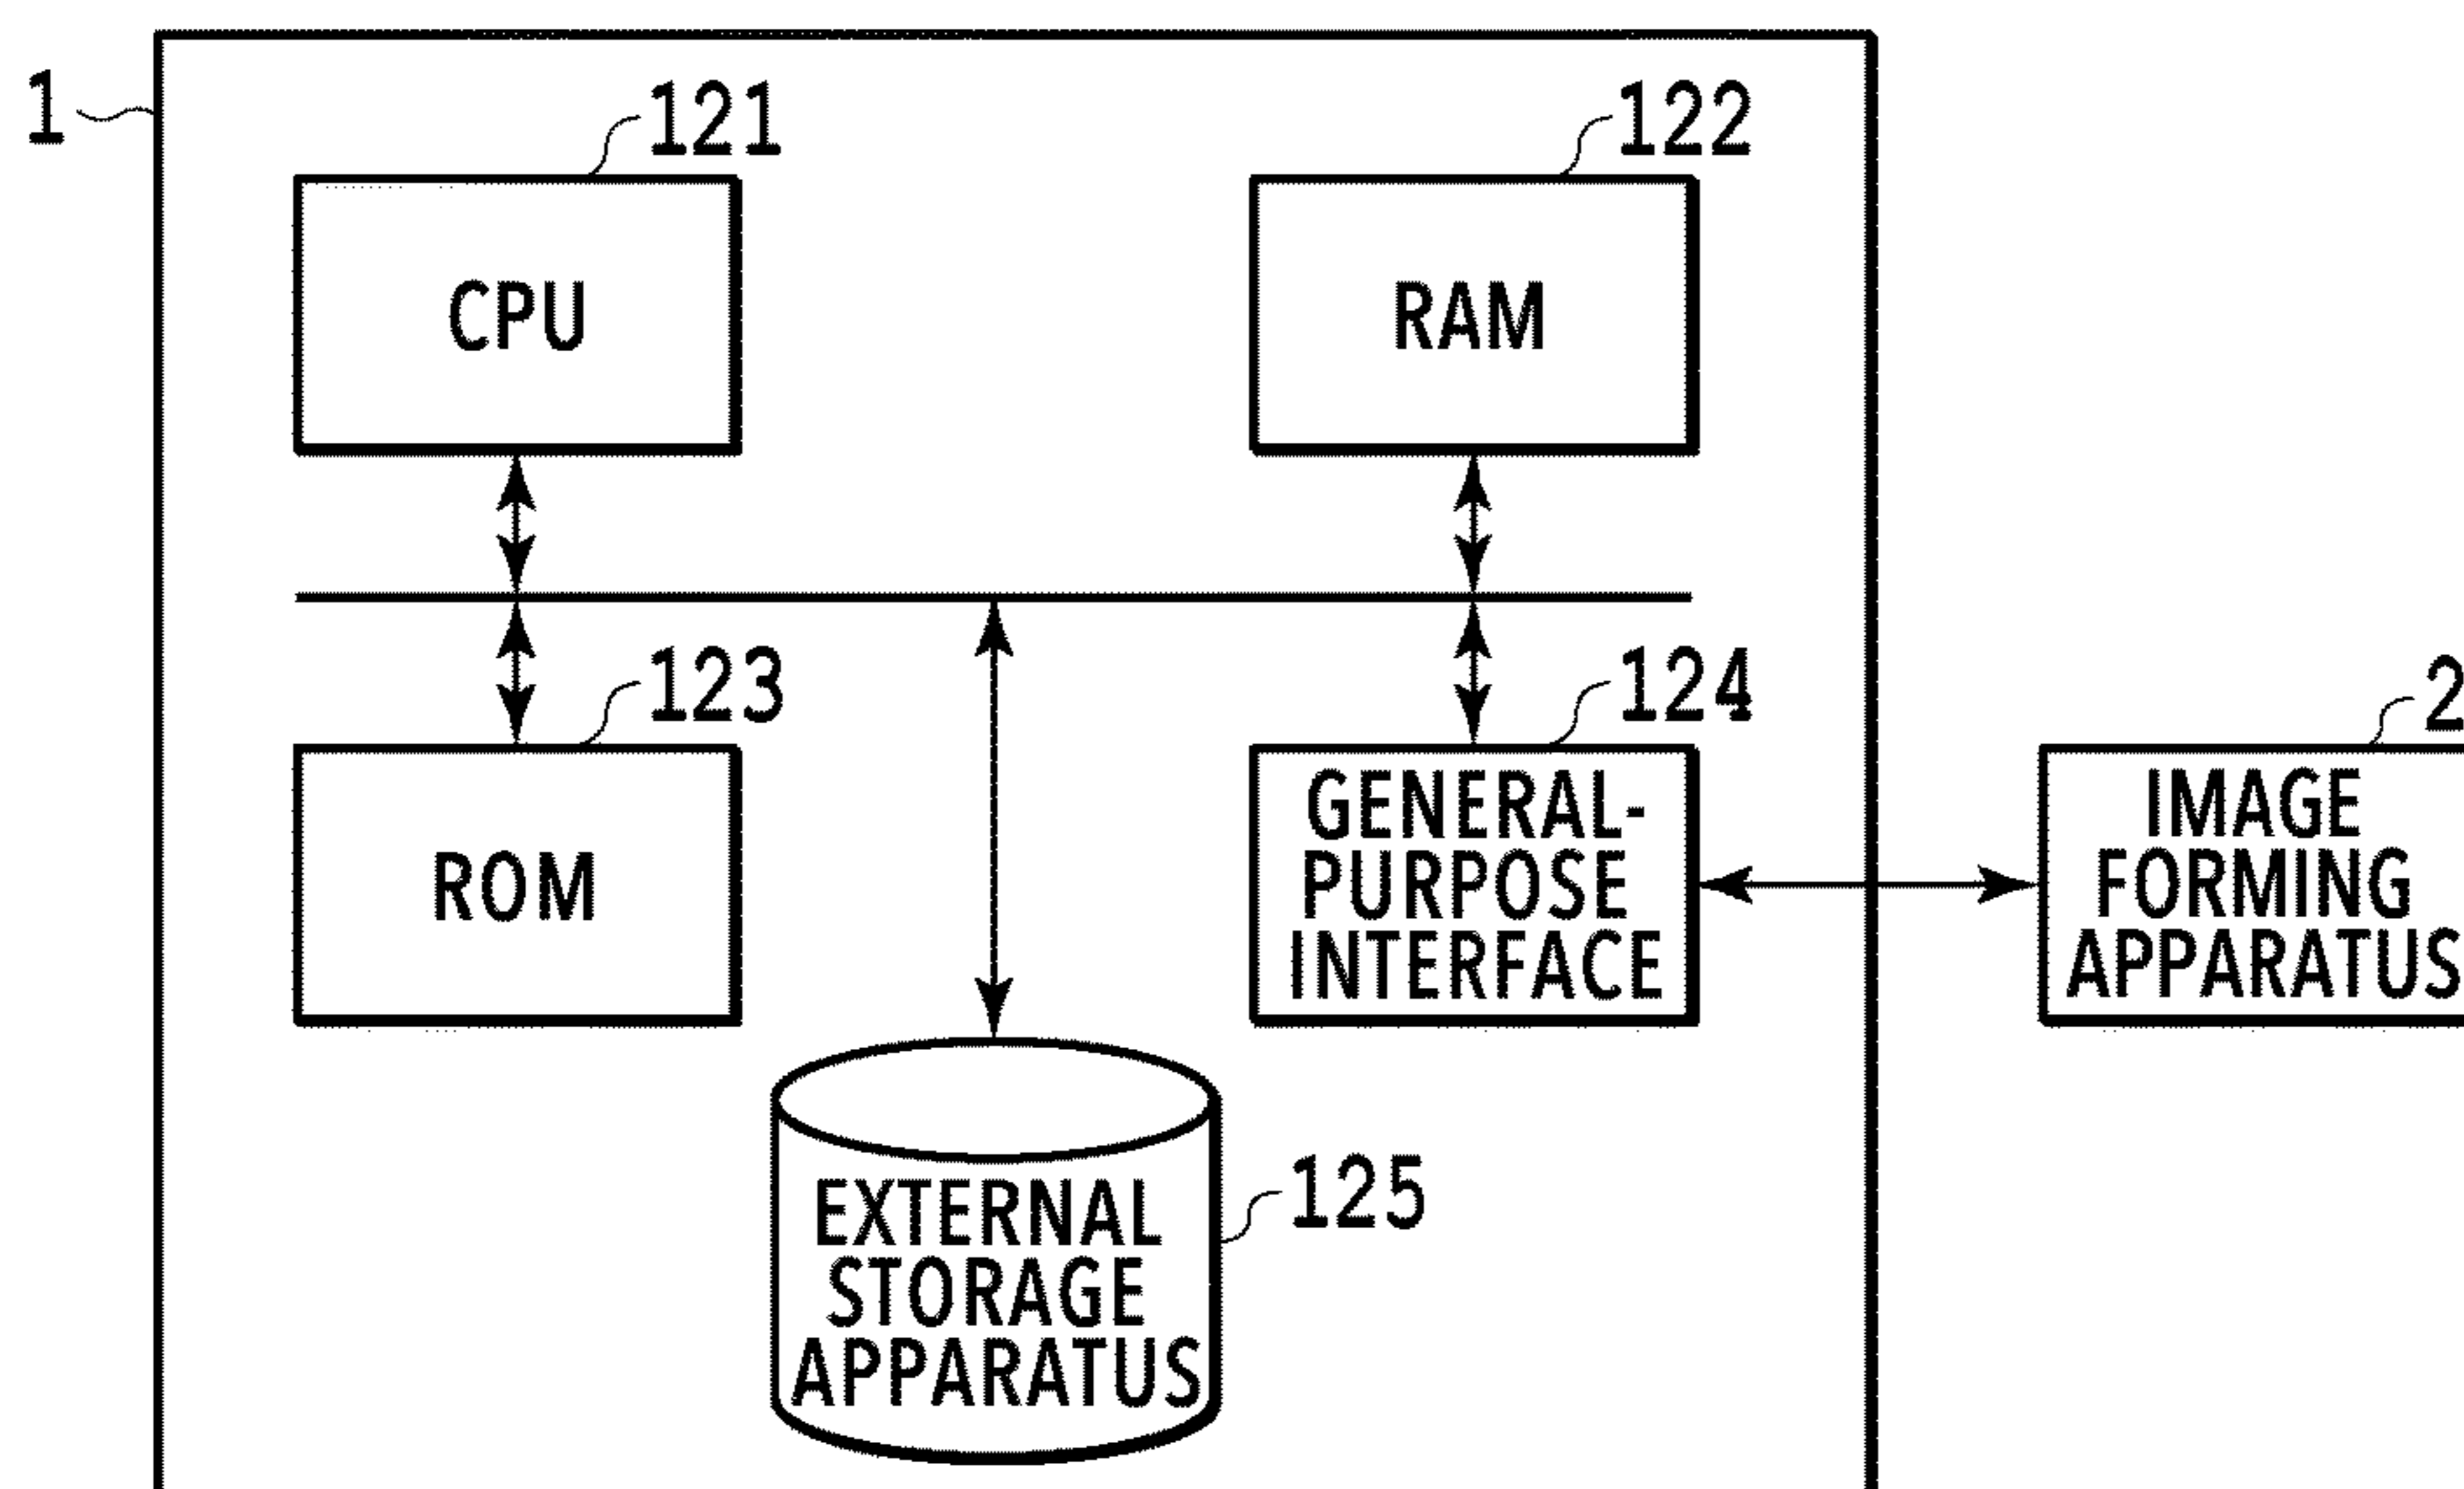 1
121
122
CPU
RAM
123
124
2
ROM
GENERAL-
PURPOSE
INTERFACE
IMAGE
FORMING
APPARATUS
125
EXTERNAL
STORAGE
APPARATUS